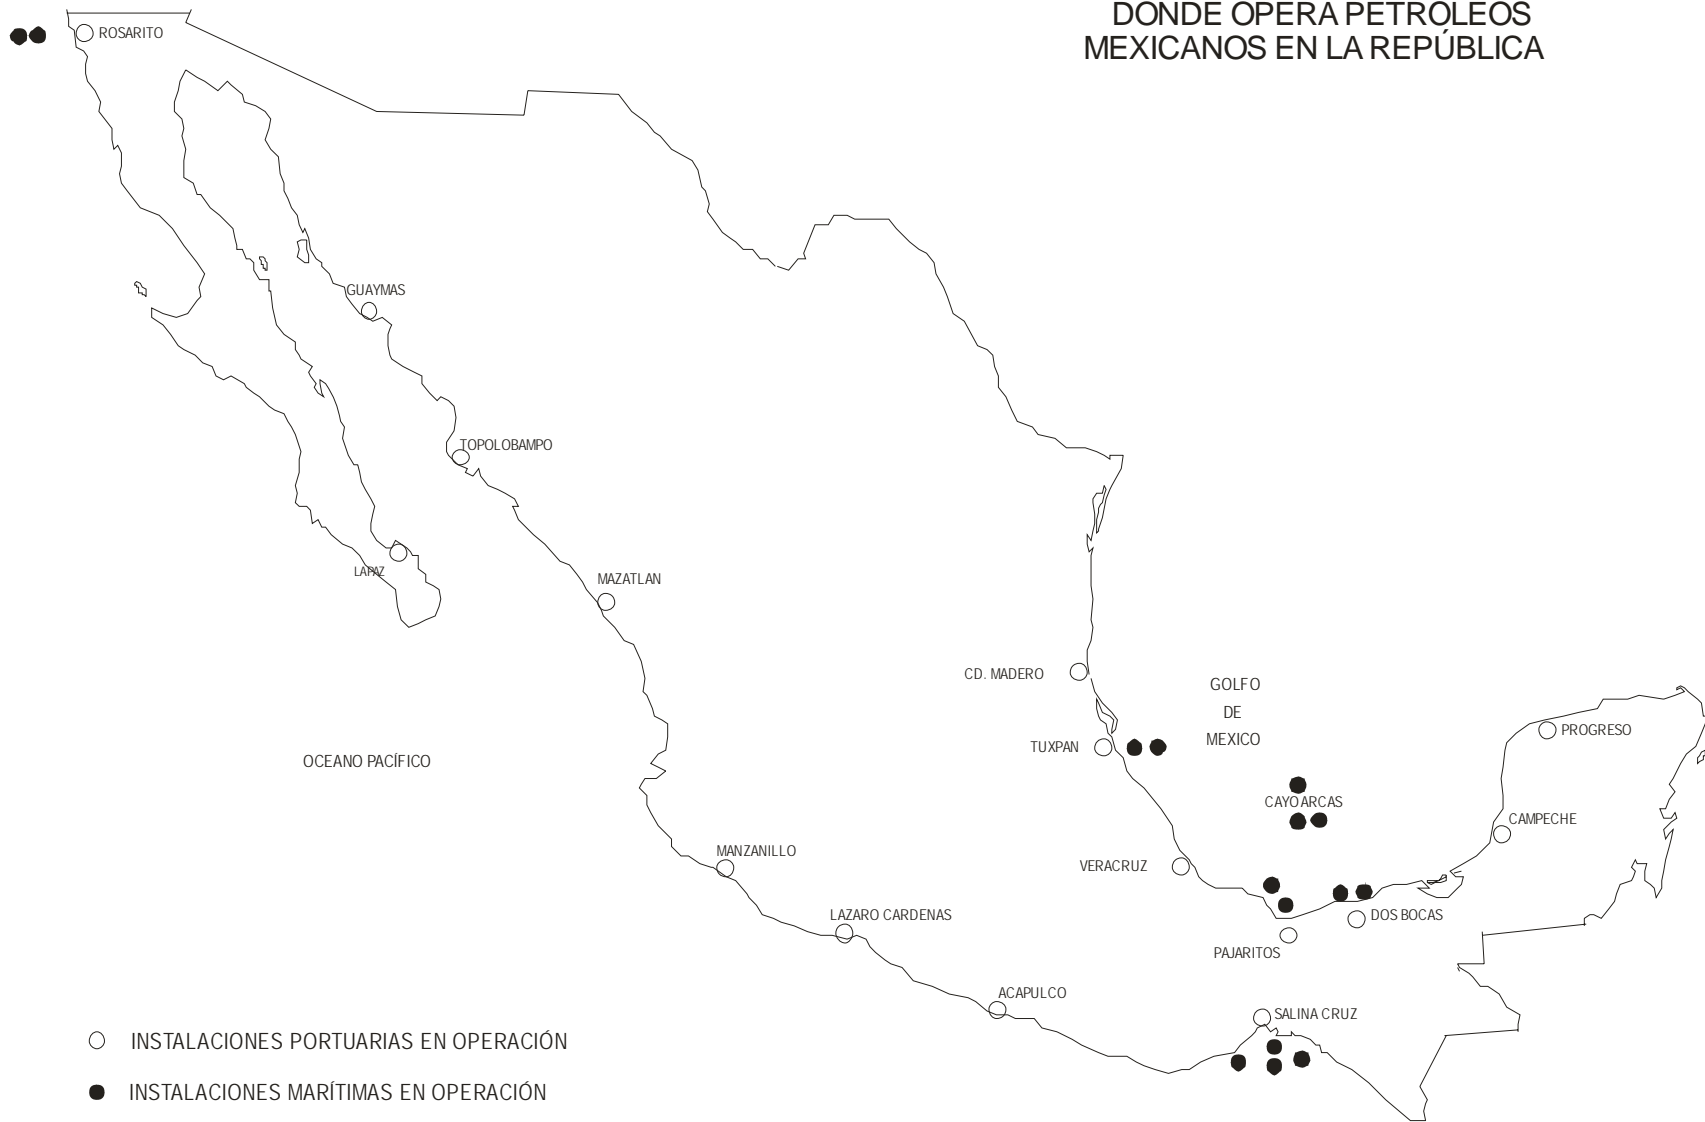 DONDE OPERA PETRÓLEOS
MEXICANOS EN LA REPÚBLICA
ROSARITO
GUAYMAS
TOPOLOBAMPO
LAPAZ
MAZATLAN
CD. MADERO
GOLFO
DE
MEXICO
TUXPAN
PROGRESO
OCEANO PACÍFICO
CAYO ARCAS
CAMPECHE
MANZANILLO
VERACRUZ
LAZARO CARDENAS
DOS BOCAS
PAJARITOS
ACAPULCO
SALINA CRUZ
INSTALACIONES PORTUARIAS EN OPERACIÓN
INSTALACIONES MARÍTIMAS EN OPERACIÓN